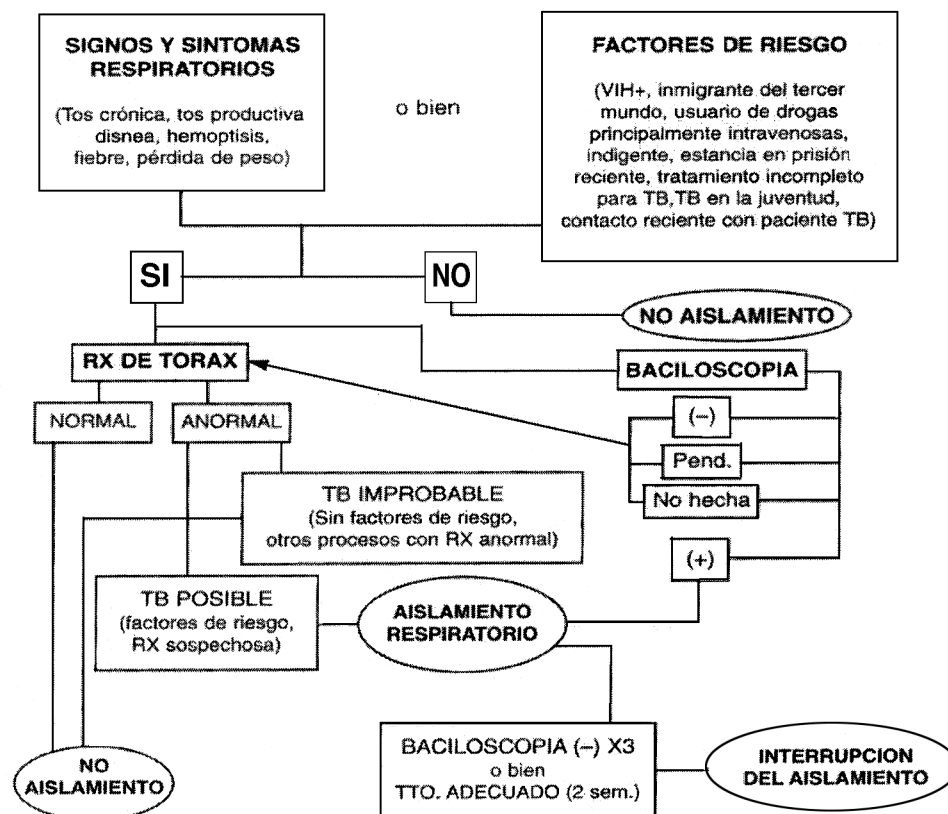 SIGNOS Y SINTOMAS
RESPIRATORIOS
(Tos crónica, tos productiva
disnea, hemoptisis,
fiebre, pérdida de peso)
o bien
FACTORES DE RIESGO
(VIH+, inmigrante del tercer
mundo, usuario de drogas
principalmente intravenosas,
indigente, estancia en prisión
reciente, tratamiento incompleto
para TB,TB en la juventud,
contacto reciente con paciente TB)
SI
NO
NO AISLAMIENTO
RX DE TORAX
BACILOSCOPIA
NORMAL
ANORMAL
(–)
Pend.
No hecha
(+)
TB IMPROBABLE
(Sin factores de riesgo,
otros procesos con RX anormal)
TB POSIBLE
(factores de riesgo,
RX sospechosa)
AISLAMIENTO
RESPIRATORIO
NO
AISLAMIENTO
BACILOSCOPIA (–) X3
o bien
TTO. ADECUADO (2 sem.)
INTERRUPCION
DEL AISLAMIENTO